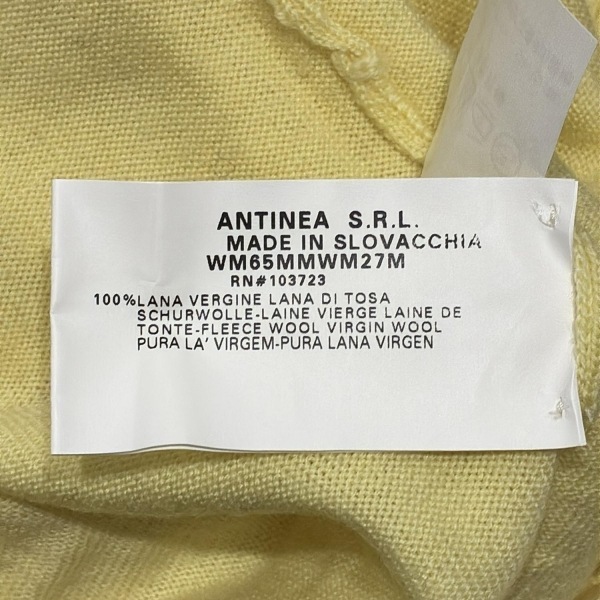 ANTINEA S.R.L.
MADE IN SLOVACCHIA
WM65MMWM27M
RN#103723
100%LANA VERGINE LANA DI TOSA
SCHURWOLLE-LAINE VIERGE LAINE DE
TONTE-FLEECE WOOL VIRGIN WOOL
PURA LA' VIRGEM-PURA LANA VIRGEN